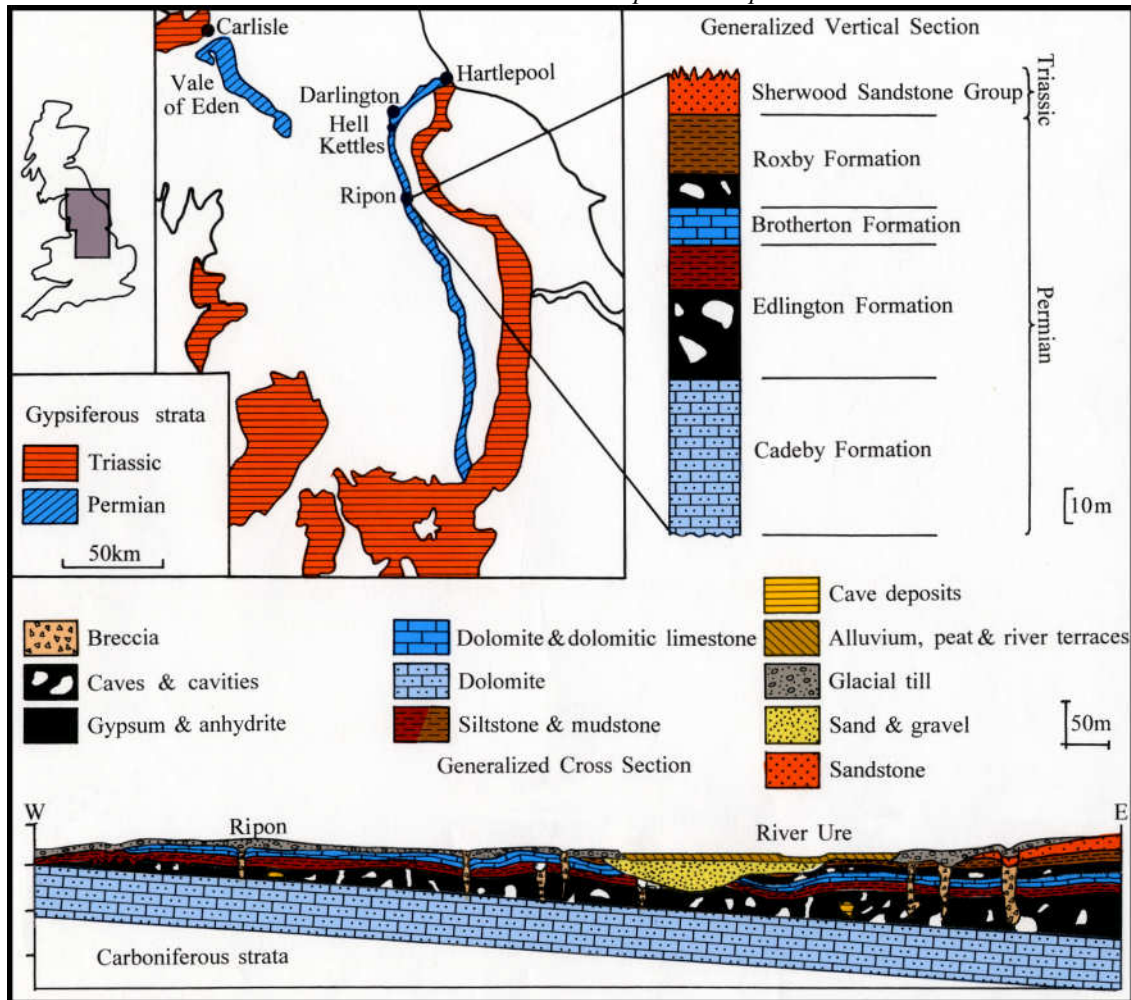 Carlisle
Vale
of Eden
Hartlepool
Darlington
Hell
Kettles
Ripon
Gypsiferous strata
Triassic
Permian
50km
Generalized Vertical Section
Sherwood Sandstone Group
Roxby Formation
Brotherton Formation
Edlington Formation
Cadeby Formation
Triassic
Permian
10m
Breccia
Caves & cavities
Gypsum & anhydrite
Dolomite & dolomitic limestone
Dolomite
Siltstone & mudstone
Cave deposits
Alluvium, peat & river terraces
Glacial till
Sand & gravel
Sandstone
50m
Generalized Cross Section
W
Ripon
River Ure
E
Carboniferous strata